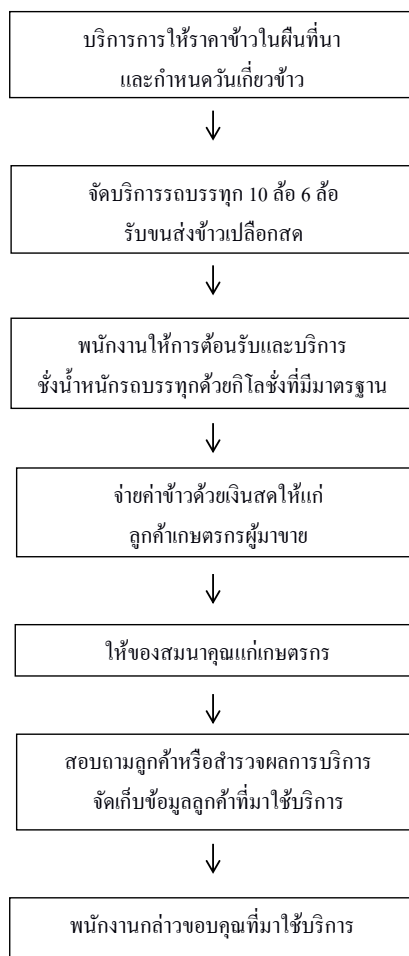 บริการการให้ราคาข้าวในผืนที่นา
และกำหนดวันเกี่ยวข้าว
จัดบริการรถบรรทุก 10 ล้อ 6 ล้อ
รับขนส่งข้าวเปลือกสด
พนักงานให้การต้อนรับและบริการ
ชั่งน้ำหนักรถบรรทุกด้วยกิโลชั่งที่มีมาตรฐาน
จ่ายค่าข้าวด้วยเงินสดให้แก่
ลูกค้าเกษตรกรผู้มาขาย
ให้ของสมนาคุณแก่เกษตรกร
สอบถามลูกค้าหรือสำรวจผลการบริการ
จัดเก็บข้อมูลลูกค้าที่มาใช้บริการ
พนักงานกล่าวขอบคุณที่มาใช้บริการ